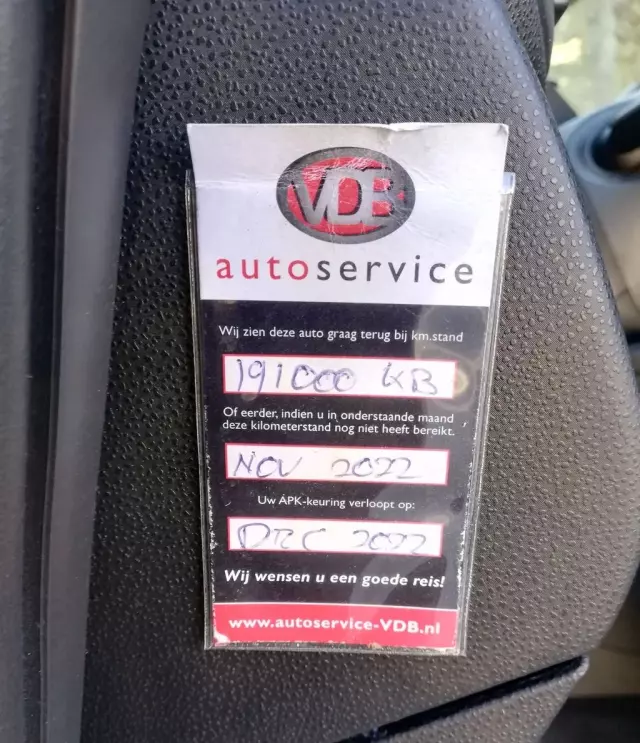 VDB
autoservice
Wij zien deze auto graag terug bij km.stand
191000 KB
Of eerder, indien u in onderstaande maand
deze kilometerstand nog niet heeft bereikt.
NOV 2022
Uw APK-keuring verloopt op:
DEC 2022
Wij wensen u een goede reis!
www.autoservice-VDB.nl